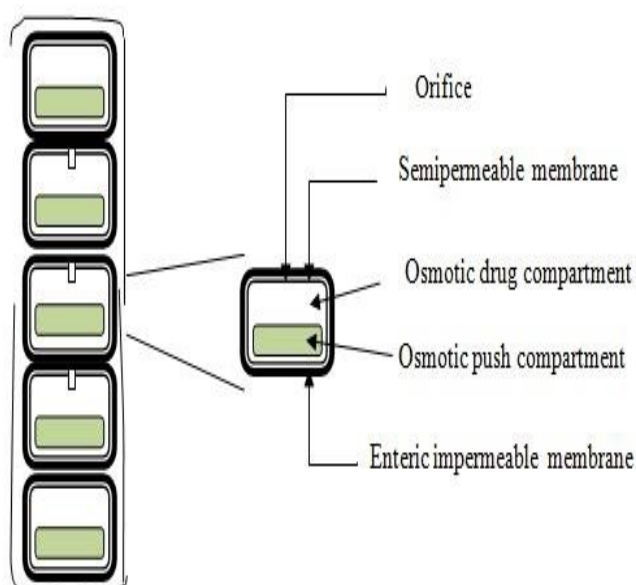 Orifice
Semipermeable membrane
Osmotic drug compartment
Osmotic push compartment
Enteric impermeable membrane